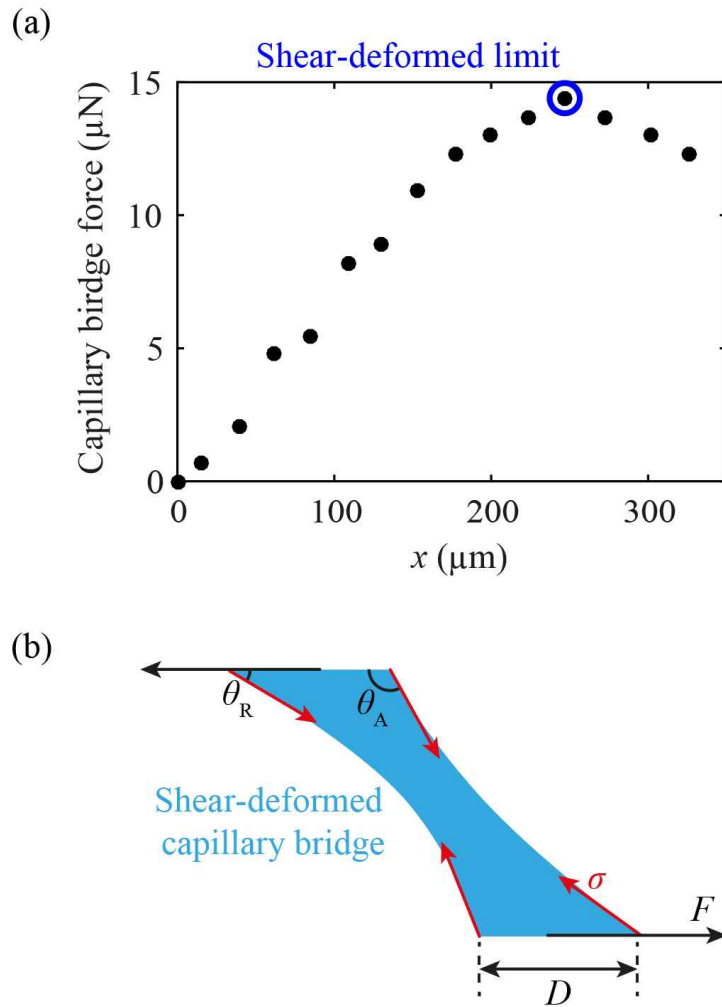 (a)
Shear-deformed limit
15
10
5
0
Capillary birdge force (µN)
0 100 200 300
x (µm)
(b)
θR
θA
Shear-deformed
capillary bridge
σ
F
D